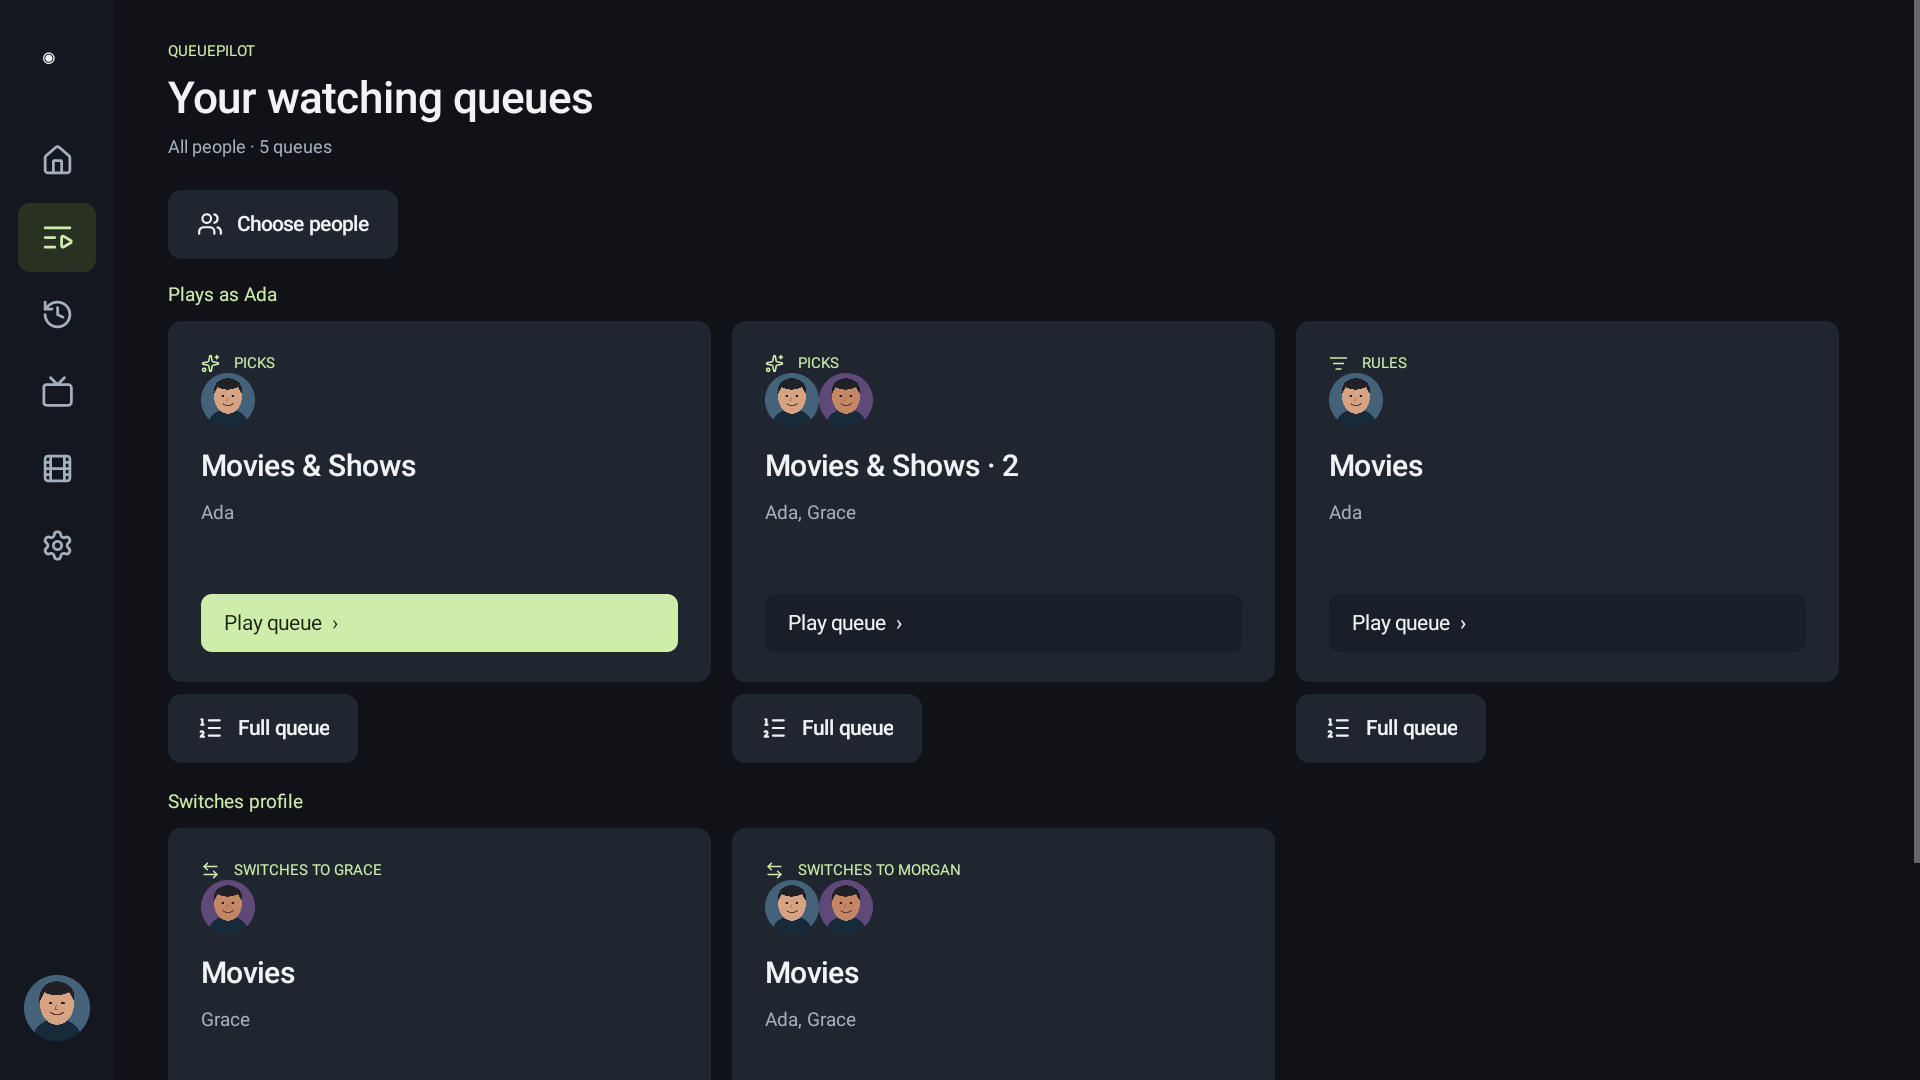 QUEUEPILOT
Your watching queues
All people · 5 queues
Choose people
Plays as Ada
PICKS
Movies & Shows
Ada
Play queue ›
Full queue
PICKS
Movies & Shows · 2
Ada, Grace
Play queue ›
Full queue
RULES
Movies
Ada
Play queue ›
Full queue
Switches profile
SWITCHES TO GRACE
Movies
Grace
SWITCHES TO MORGAN
Movies
Ada, Grace